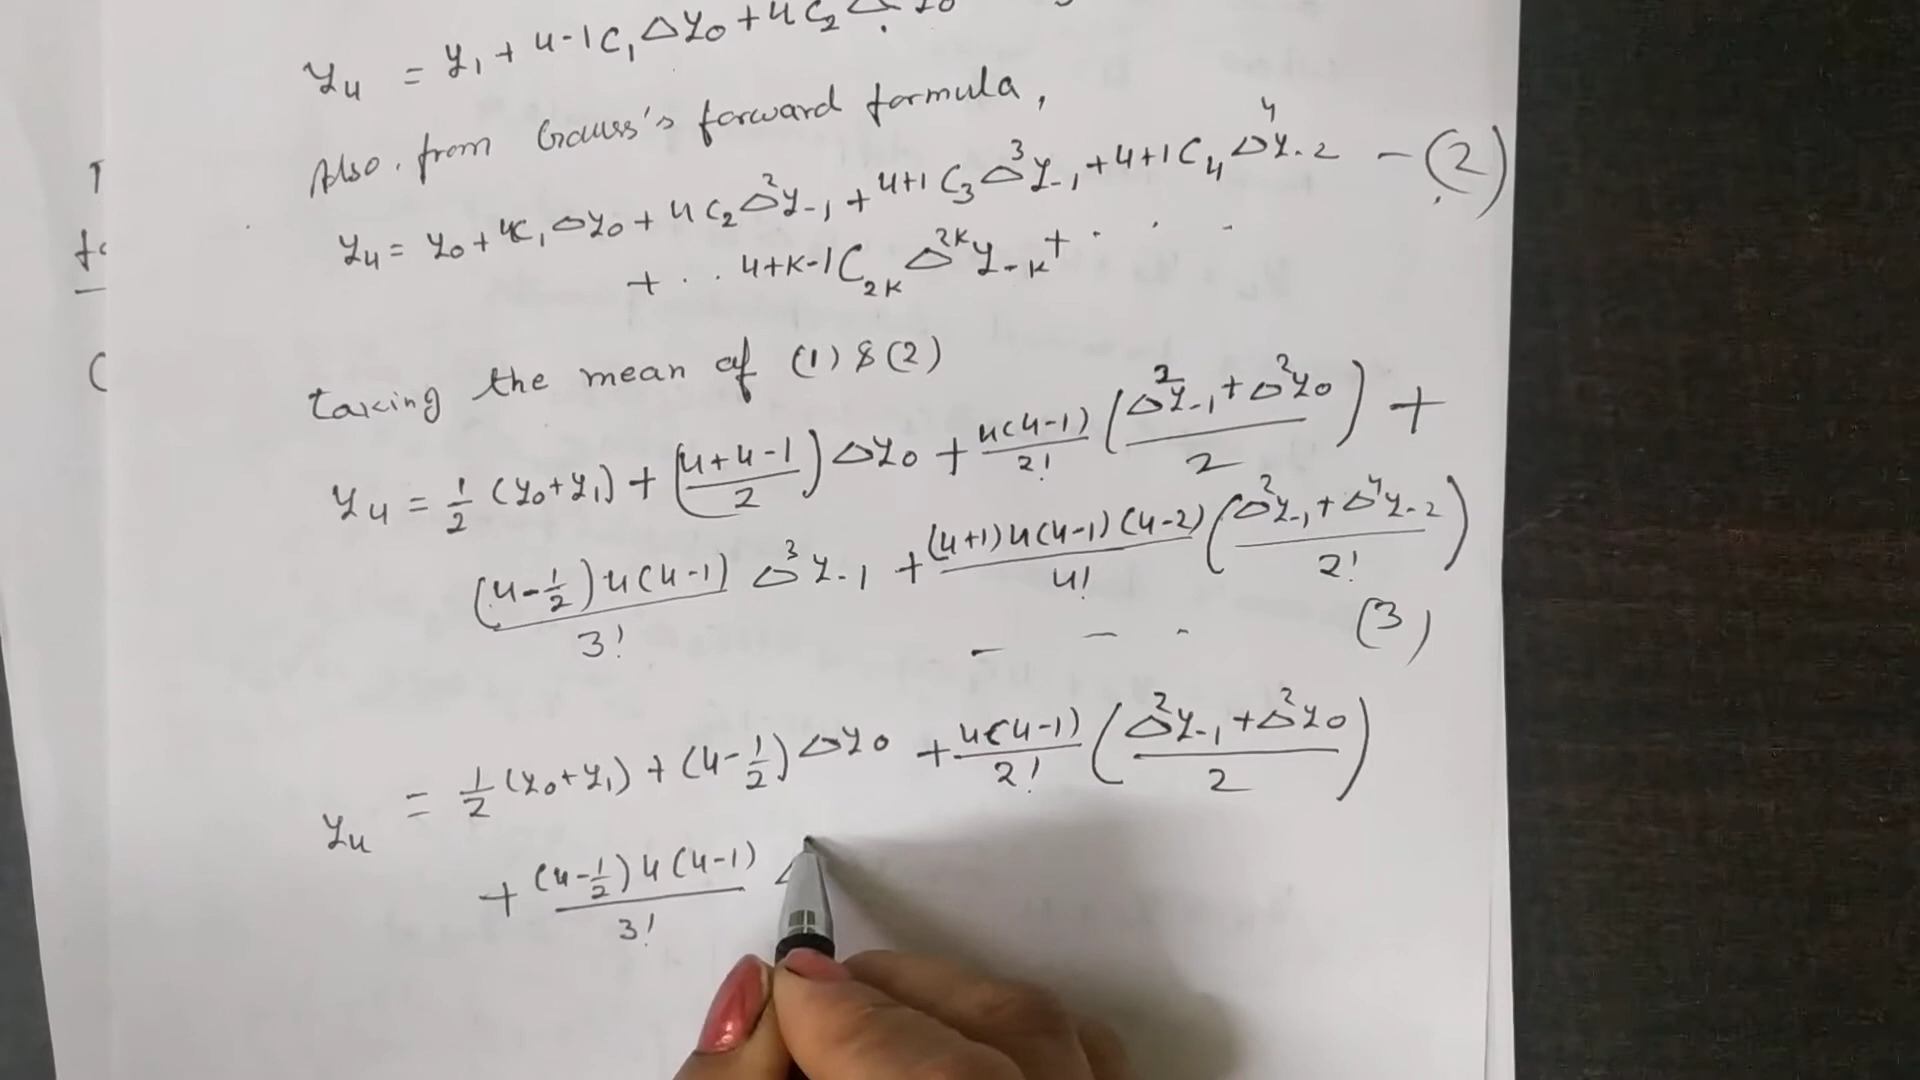 y_u = y_1 + u-1C_1 Δy_0 + uC_2 Δ
Also. from Gauss's forward formula,
y_u = y_0 + uC_1 Δy_0 + uC_2 Δ²y_-1 + u+1C_3 Δ³y_-1 + u+1C_4 Δ⁴y_-2 - (2)
+ . . u+k-1C_2k Δ^2k y_-k + . . .
taking the mean of (1) & (2)
y_u = 1/2 (y_0+y_1) + (u+u-1/2) Δy_0 + u(u-1)/2! (Δ²y_-1 + Δ²y_0/2) +
(u-1/2)u(u-1)/3! Δ³y_-1 + (u+1)u(u-1)(u-2)/4! (Δ²y_-1 + Δ⁴y_-2/2!)
- - . (3)
y_u = 1/2 (y_0+y_1) + (u-1/2) Δy_0 + u(u-1)/2! (Δ²y_-1 + Δ²y_0/2)
+ (u-1/2)u(u-1)/3!